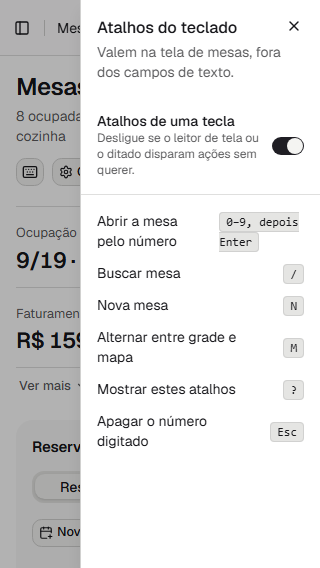 Atalhos do teclado
Valem na tela de mesas, fora
dos campos de texto.
Atalhos de uma tecla
Desligue se o leitor de tela ou
o ditado disparam ações sem
querer.
Abrir a mesa
pelo número
0–9, depois
Enter
Buscar mesa
/
Nova mesa
N
Alternar entre grade e
mapa
M
Mostrar estes atalhos
?
Apagar o número
digitado
Esc
Mes
Mesas
8 ocupada
cozinha
Ocupação
9/19 ·
Faturamen
R$ 159
Ver mais
Reserv
Res
Nov